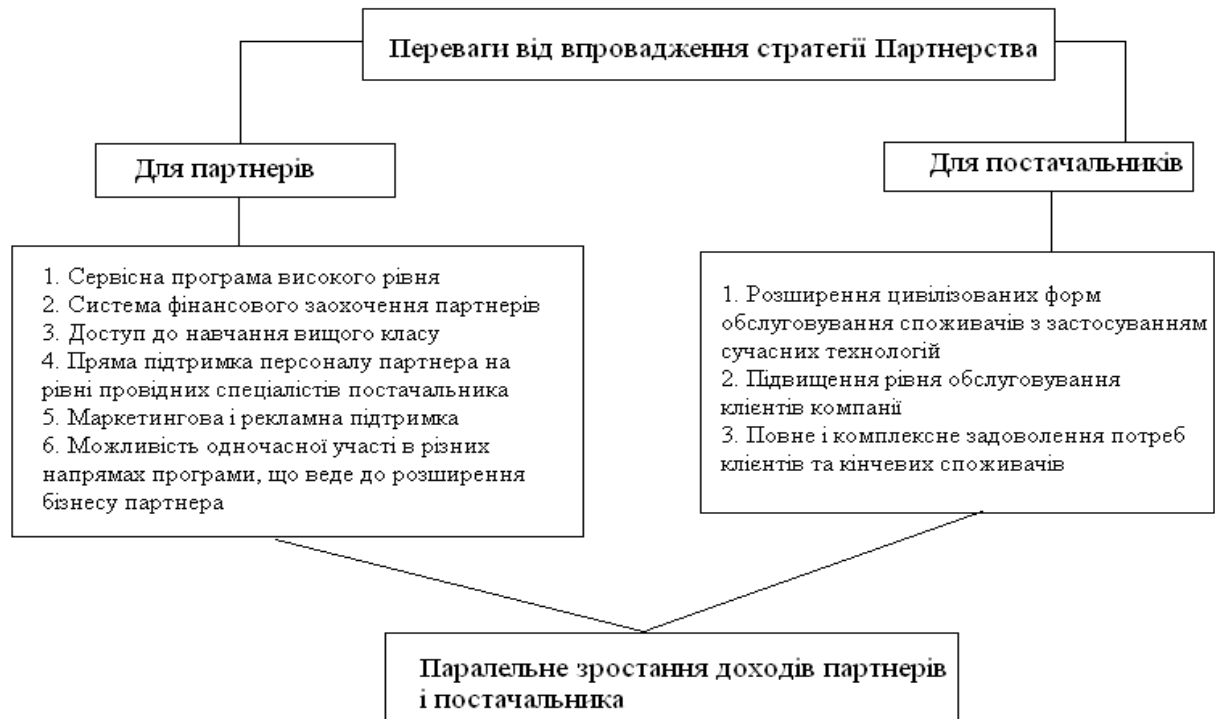 Переваги від впровадження стратегії Партнерства
Для партнерів
Для постачальників
1. Сервісна програма високого рівня
2. Система фінансового заохочення партнерів
3. Доступ до навчання вищого класу
4. Пряма підтримка персоналу партнера на
рівні провідних спеціалістів постачальника
5. Маркетингова і рекламна підтримка
6. Можливість одночасної участі в різних
напрямах програми, що веде до розширення
бізнесу партнера
1. Розширення цивілізованих форм
обслуговування споживачів з застосуванням
сучасних технологій
2. Підвищення рівня обслуговування
клієнтів компанії
3. Повне і комплексне задоволення потреб
клієнтів та кінчевих споживачів
Паралельне зростання доходів партнерів
і постачальника